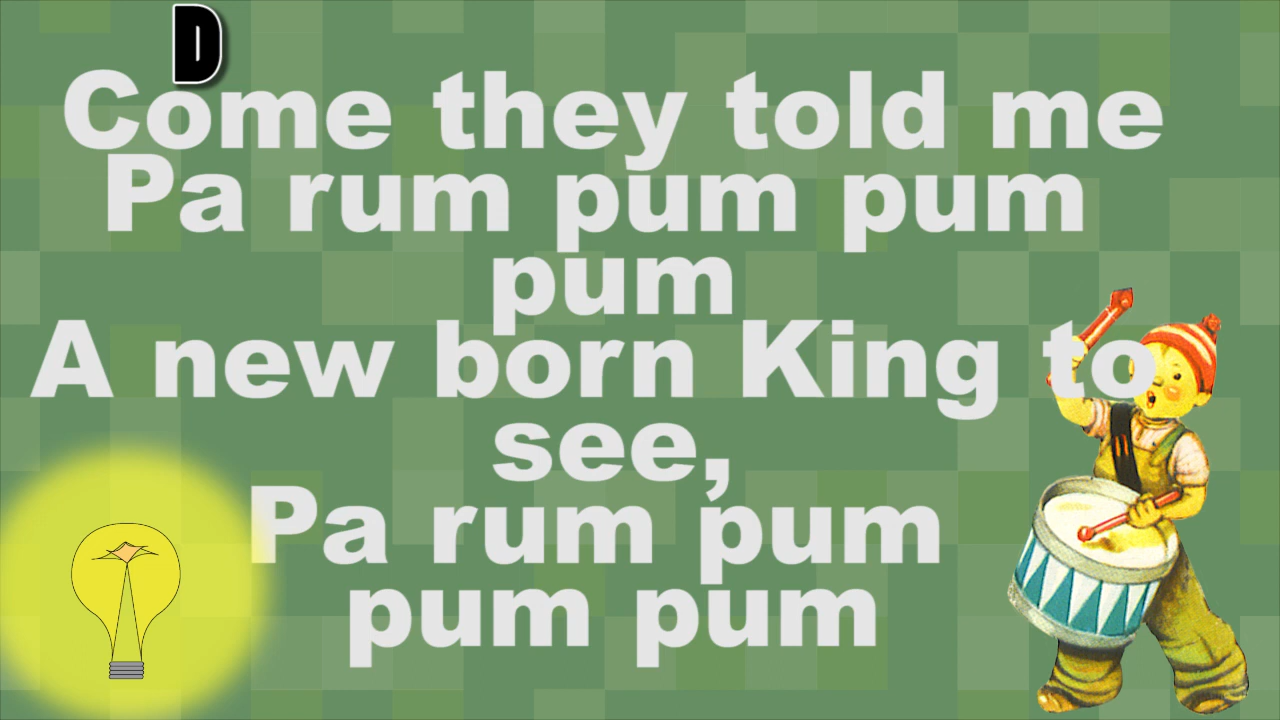 D
Come they told me
Pa rum pum pum
pum
A new born King to
see,
Pa rum pum
pum pum